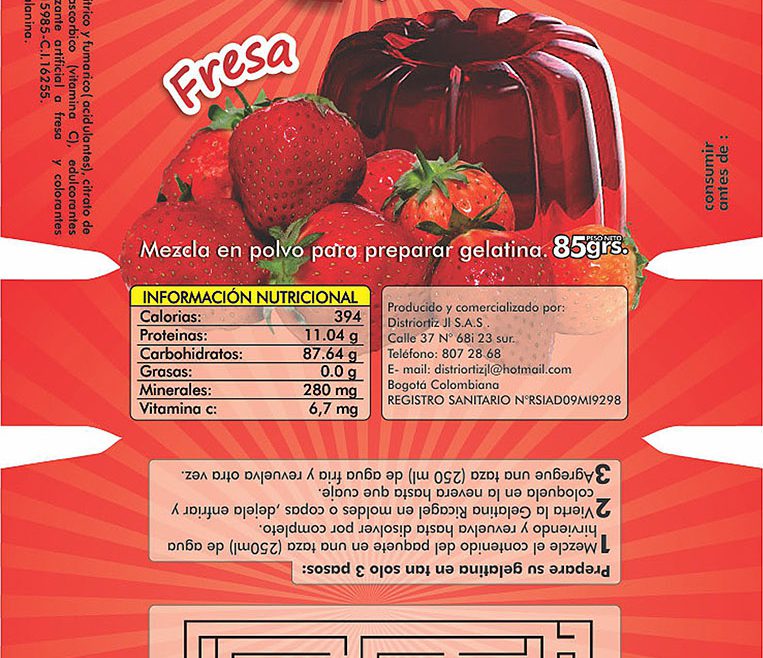 ítrico y fumarico( acidulantes), citrato de
ascorbico (vitamina C), edulcorantes
zante artificial a fresa y colorantes
5985-C.I.16255.
alanina.
Fresa
consumir
antes de :
Mezcla en polvo para preparar gelatina. PESO NETO 85grs.
INFORMACIÓN NUTRICIONAL
Calorias: 394
Proteinas: 11.04 g
Carbohidratos: 87.64 g
Grasas: 0.0 g
Minerales: 280 mg
Vitamina c: 6,7 mg
Producido y comercializado por:
Distriortiz Jl S.A.S .
Calle 37 N° 68i 23 sur.
Teléfono: 807 28 68
E- mail: distriortizjl@hotmail.com
Bogotá Colombiana
REGISTRO SANITARIO N°RSIAD09MI9298
Prepare su gelatina en tan solo 3 pasos:
1 Mezcle el contenido del paquete en una taza (250ml) de agua
hirviendo y revuelva hasta disolver por completo.
2 Vierta la Gelatina Ricagel en moldes o copas ,dejela enfriar y
coloquela en la nevera hasta que cuaje.
3 Agregue una taza (250 ml) de agua fria y revuelva otra vez.